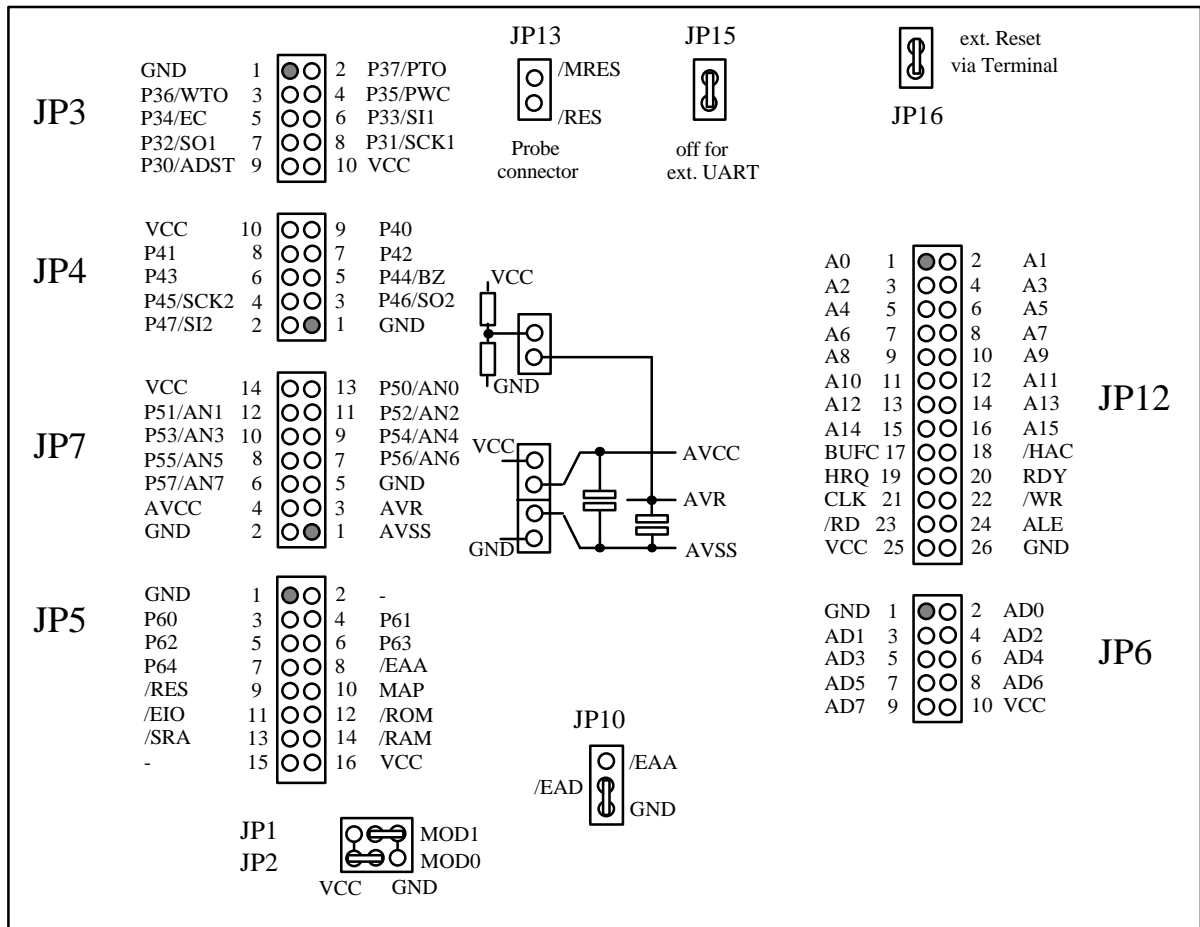 JP3
GND 1 2 P37/PTO
P36/WTO 3 4 P35/PWC
P34/EC 5 6 P33/SI1
P32/SO1 7 8 P31/SCK1
P30/ADST 9 10 VCC
JP13
/MRES
/RES
Probe
connector
JP15
off for
ext. UART
ext. Reset
via Terminal
JP16
JP4
VCC 10 9 P40
P41 8 7 P42
P43 6 5 P44/BZ
P45/SCK2 4 3 P46/SO2
P47/SI2 2 1 GND
VCC
GND
JP7
VCC 14 13 P50/AN0
P51/AN1 12 11 P52/AN2
P53/AN3 10 9 P54/AN4
P55/AN5 8 7 P56/AN6
P57/AN7 6 5 GND
AVCC 4 3 AVR
GND 2 1 AVSS
VCC
GND
AVCC
AVR
AVSS
JP12
A0 1 2 A1
A2 3 4 A3
A4 5 6 A5
A6 7 8 A7
A8 9 10 A9
A10 11 12 A11
A12 13 14 A13
A14 15 16 A15
BUFC 17 18 /HAC
HRQ 19 20 RDY
CLK 21 22 /WR
/RD 23 24 ALE
VCC 25 26 GND
JP5
GND 1 2 -
P60 3 4 P61
P62 5 6 P63
P64 7 8 /EAA
/RES 9 10 MAP
/EIO 11 12 /ROM
/SRA 13 14 /RAM
- 15 16 VCC
JP6
GND 1 2 AD0
AD1 3 4 AD2
AD3 5 6 AD4
AD5 7 8 AD6
AD7 9 10 VCC
JP10
/EAA
/EAD
GND
JP1 MOD1
JP2 MOD0
VCC GND